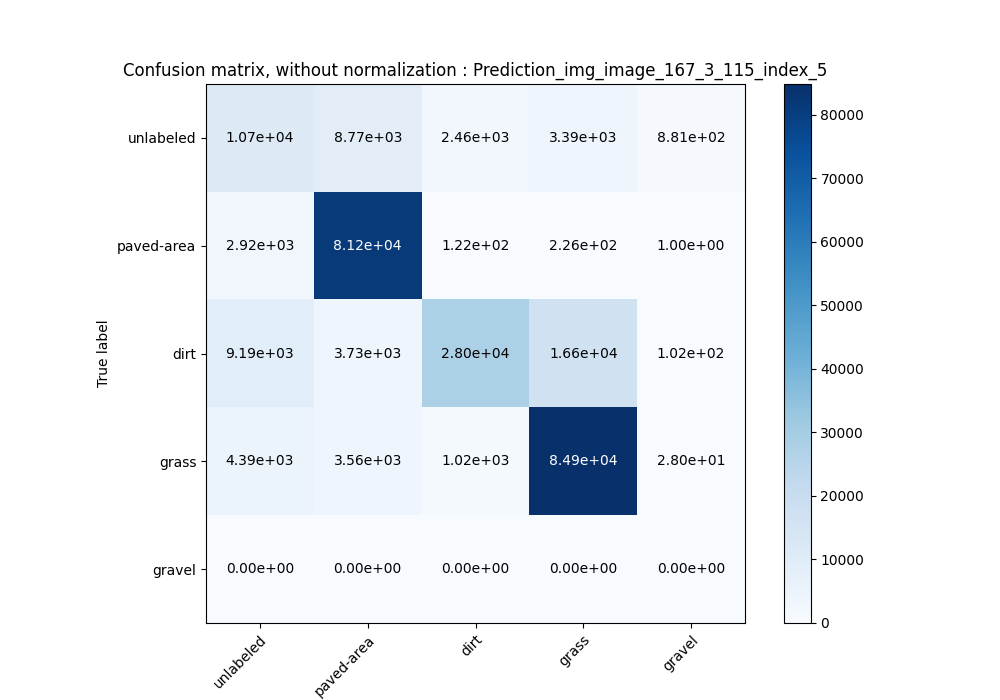 Confusion matrix, without normalization : Prediction_img_image_167_3_115_index_5
unlabeled 1.07e+04 8.77e+03 2.46e+03 3.39e+03 8.81e+02
paved-area 2.92e+03 8.12e+04 1.22e+02 2.26e+02 1.00e+00
dirt 9.19e+03 3.73e+03 2.80e+04 1.66e+04 1.02e+02
grass 4.39e+03 3.56e+03 1.02e+03 8.49e+04 2.80e+01
gravel 0.00e+00 0.00e+00 0.00e+00 0.00e+00 0.00e+00
True label
unlabeled paved-area dirt grass gravel
80000
70000
60000
50000
40000
30000
20000
10000
0